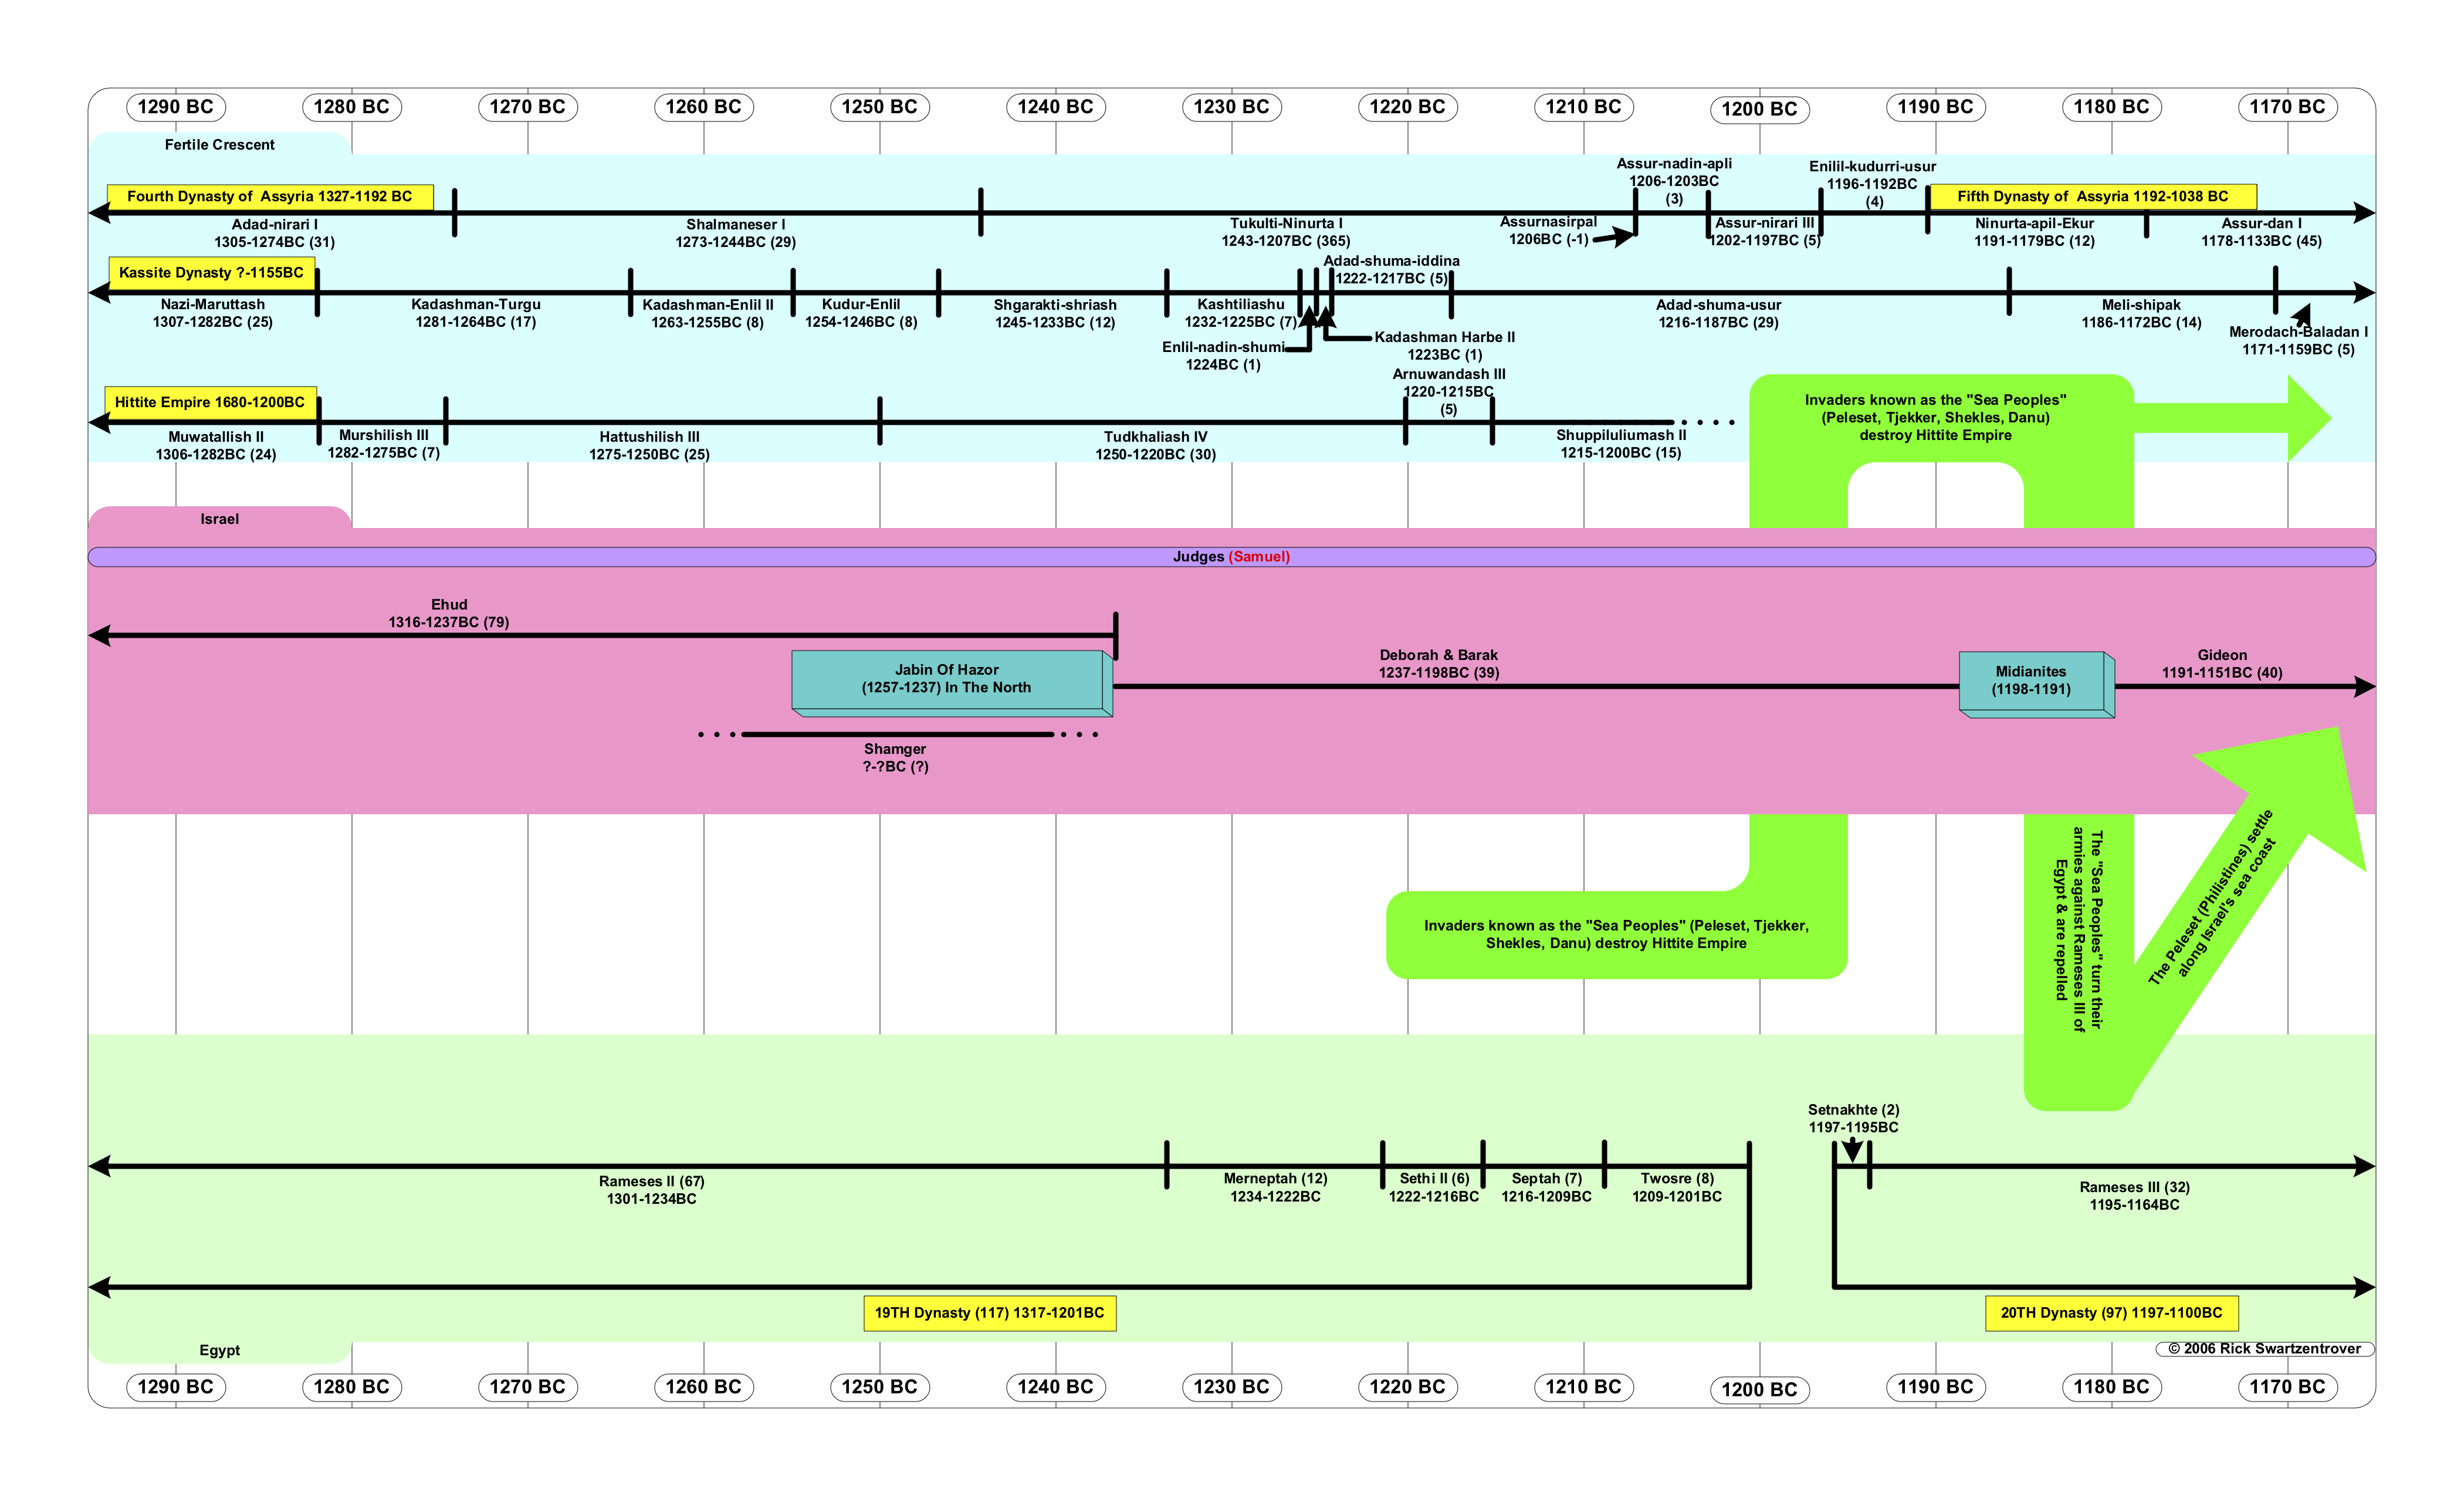 1290 BC
1280 BC
1270 BC
1260 BC
1250 BC
1240 BC
1230 BC
1220 BC
1210 BC
1200 BC
1190 BC
1180 BC
1170 BC
Fertile Crescent
Fourth Dynasty of Assyria 1327-1192 BC
Adad-nirari I
1305-1274BC (31)
Shalmaneser I
1273-1244BC (29)
Tukulti-Ninurta I
1243-1207BC (365)
Assurnasirpal
1206BC (-1)
Assur-nadin-apli
1206-1203BC
(3)
Assur-nirari III
1202-1197BC (5)
Enilil-kudurri-usur
1196-1192BC
(4)
Fifth Dynasty of Assyria 1192-1038 BC
Ninurta-apil-Ekur
1191-1179BC (12)
Assur-dan I
1178-1133BC (45)
Kassite Dynasty ?-1155BC
Nazi-Maruttash
1307-1282BC (25)
Kadashman-Turgu
1281-1264BC (17)
Kadashman-Enlil II
1263-1255BC (8)
Kudur-Enlil
1254-1246BC (8)
Shgarakti-shriash
1245-1233BC (12)
Kashtiliashu
1232-1225BC (7)
Enlil-nadin-shumi
1224BC (1)
Kadashman Harbe II
1223BC (1)
Adad-shuma-iddina
1222-1217BC (5)
Adad-shuma-usur
1216-1187BC (29)
Meli-shipak
1186-1172BC (14)
Merodach-Baladan I
1171-1159BC (5)
Hittite Empire 1680-1200BC
Muwatallish II
1306-1282BC (24)
Murshilish III
1282-1275BC (7)
Hattushilish III
1275-1250BC (25)
Tudkhaliash IV
1250-1220BC (30)
Arnuwandash III
1220-1215BC
(5)
Shuppiluliumash II
1215-1200BC (15)
Invaders known as the "Sea Peoples"
(Peleset, Tjekker, Shekles, Danu)
destroy Hittite Empire
Israel
Judges (Samuel)
Ehud
1316-1237BC (79)
Jabin Of Hazor
(1257-1237) In The North
Deborah & Barak
1237-1198BC (39)
Midianites
(1198-1191)
Gideon
1191-1151BC (40)
Shamger
?-?BC (?)
Invaders known as the "Sea Peoples" (Peleset, Tjekker,
Shekles, Danu) destroy Hittite Empire
The "Sea Peoples" turn their
armies against Rameses III of
Egypt & are repelled
The Peleset (Philistines) settle
along Israel's sea coast
Rameses II (67)
1301-1234BC
Merneptah (12)
1234-1222BC
Sethi II (6)
1222-1216BC
Septah (7)
1216-1209BC
Twosre (8)
1209-1201BC
Setnakhte (2)
1197-1195BC
Rameses III (32)
1195-1164BC
19TH Dynasty (117) 1317-1201BC
20TH Dynasty (97) 1197-1100BC
Egypt
© 2006 Rick Swartzentrover
1290 BC
1280 BC
1270 BC
1260 BC
1250 BC
1240 BC
1230 BC
1220 BC
1210 BC
1200 BC
1190 BC
1180 BC
1170 BC